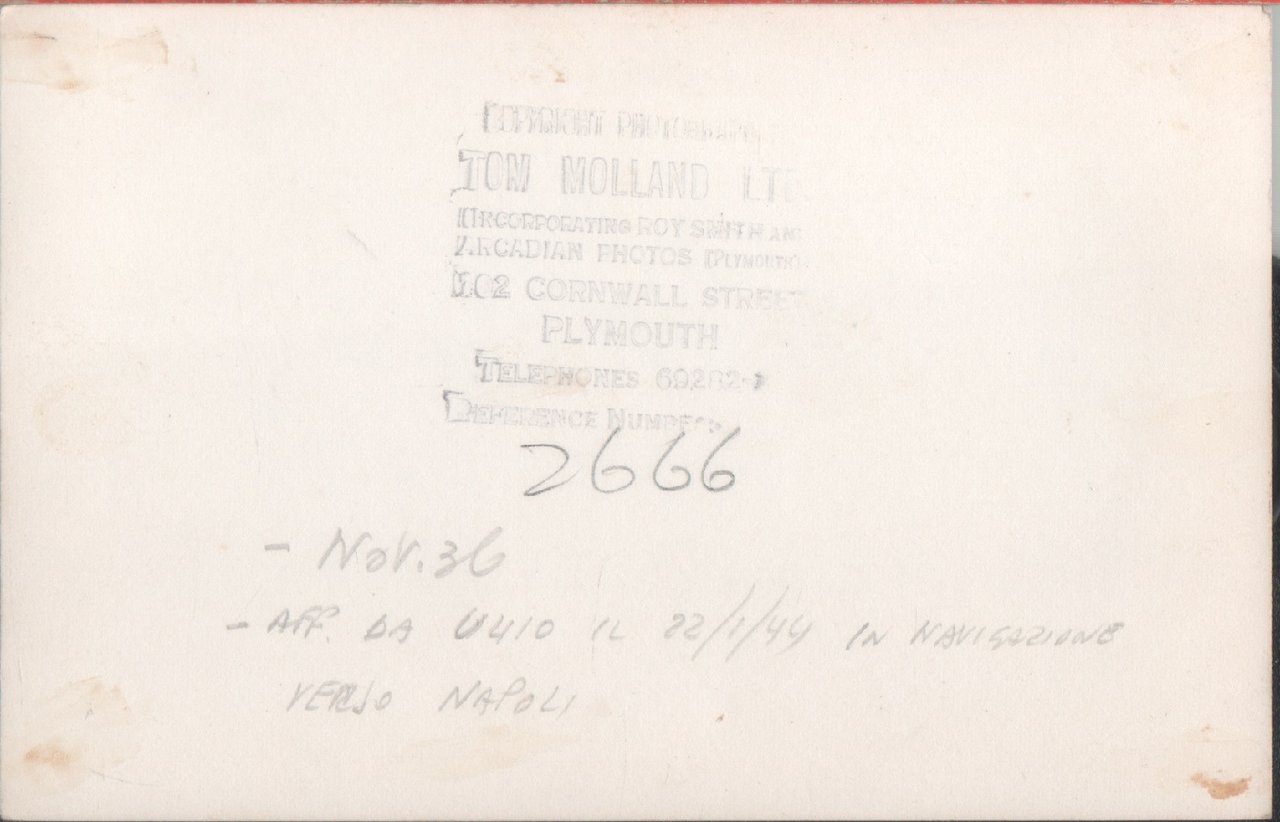 COPYRIGHT PHOTOGRAPH
TOM MOLLAND LTD
(INCORPORATING ROY SMITH AND
ARCADIAN PHOTOS (PLYMOUTH)
102 CORNWALL STREET
PLYMOUTH
TELEPHONES 69282
REFERENCE NUMBER
2666
- Nov. 36
- AFF. DA U410 IL 22/1/44 IN NAVIGAZIONE
VERSO NAPOLI